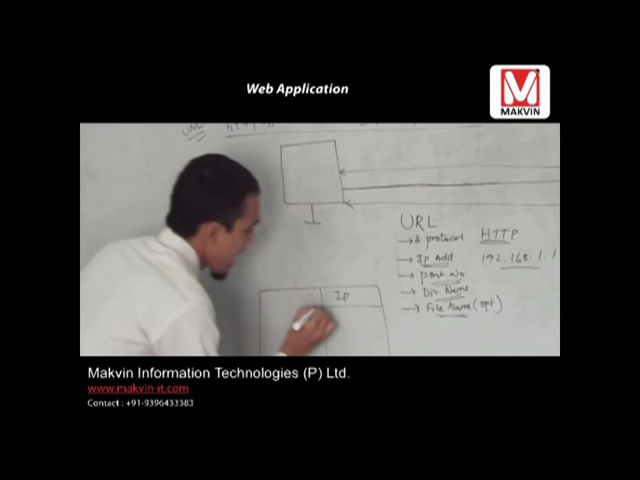 Web Application
MAKVIN
URL
URL
→ A protocol HTTP
→ Ip Add 192.168.1.1
→ Port No
→ Dir Name
→ File Name (opt)
Ip
Makvin Information Technologies (P) Ltd.
www.makvin-it.com
Contact : +91-9396433383